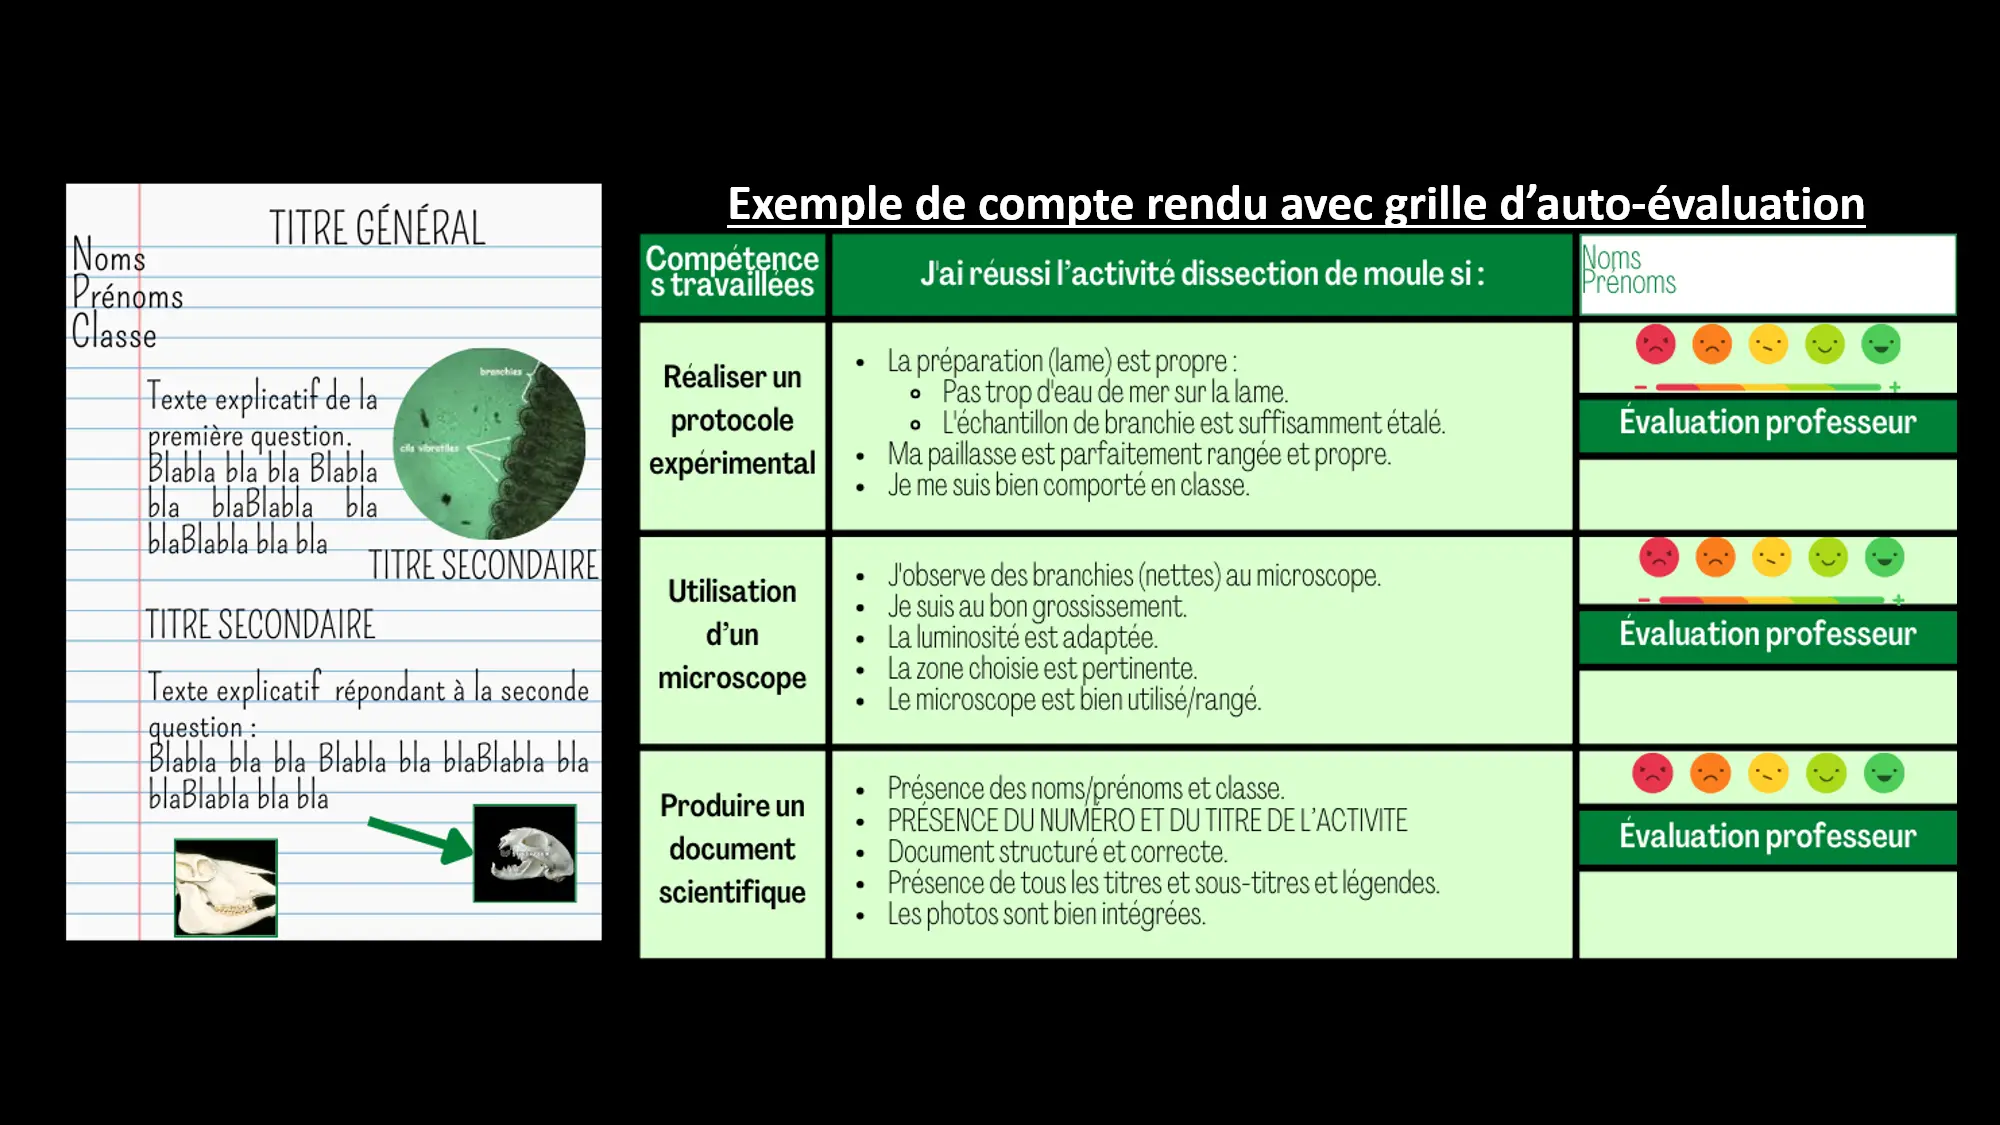 Exemple de compte rendu avec grille d’auto-évaluation
TITRE GÉNÉRAL
Noms
Prénoms
Classe
Texte explicatif de la
première question.
Blabla bla bla Blabla
bla blaBlabla bla
blaBlabla bla bla
branchies
cils vibratiles
TITRE SECONDAIRE
TITRE SECONDAIRE
Texte explicatif répondant à la seconde
question :
Blabla bla bla Blabla bla blaBlabla bla
blaBlabla bla bla
Compétence
s travaillées
J'ai réussi l’activité dissection de moule si :
Noms
Prénoms
Réaliser un
protocole
expérimental
• La préparation (lame) est propre :
Pas trop d'eau de mer sur la lame.
L'échantillon de branchie est suffisamment étalé.
• Ma paillasse est parfaitement rangée et propre.
• Je me suis bien comporté en classe.
- +
Évaluation professeur
Utilisation
d’un
microscope
• J'observe des branchies (nettes) au microscope.
• Je suis au bon grossissement.
• La luminosité est adaptée.
• La zone choisie est pertinente.
• Le microscope est bien utilisé/rangé.
- +
Évaluation professeur
Produire un
document
scientifique
• Présence des noms/prénoms et classe.
• PRÉSENCE DU NUMÉRO ET DU TITRE DE L’ACTIVITE
• Document structuré et correcte.
• Présence de tous les titres et sous-titres et légendes.
• Les photos sont bien intégrées.
Évaluation professeur